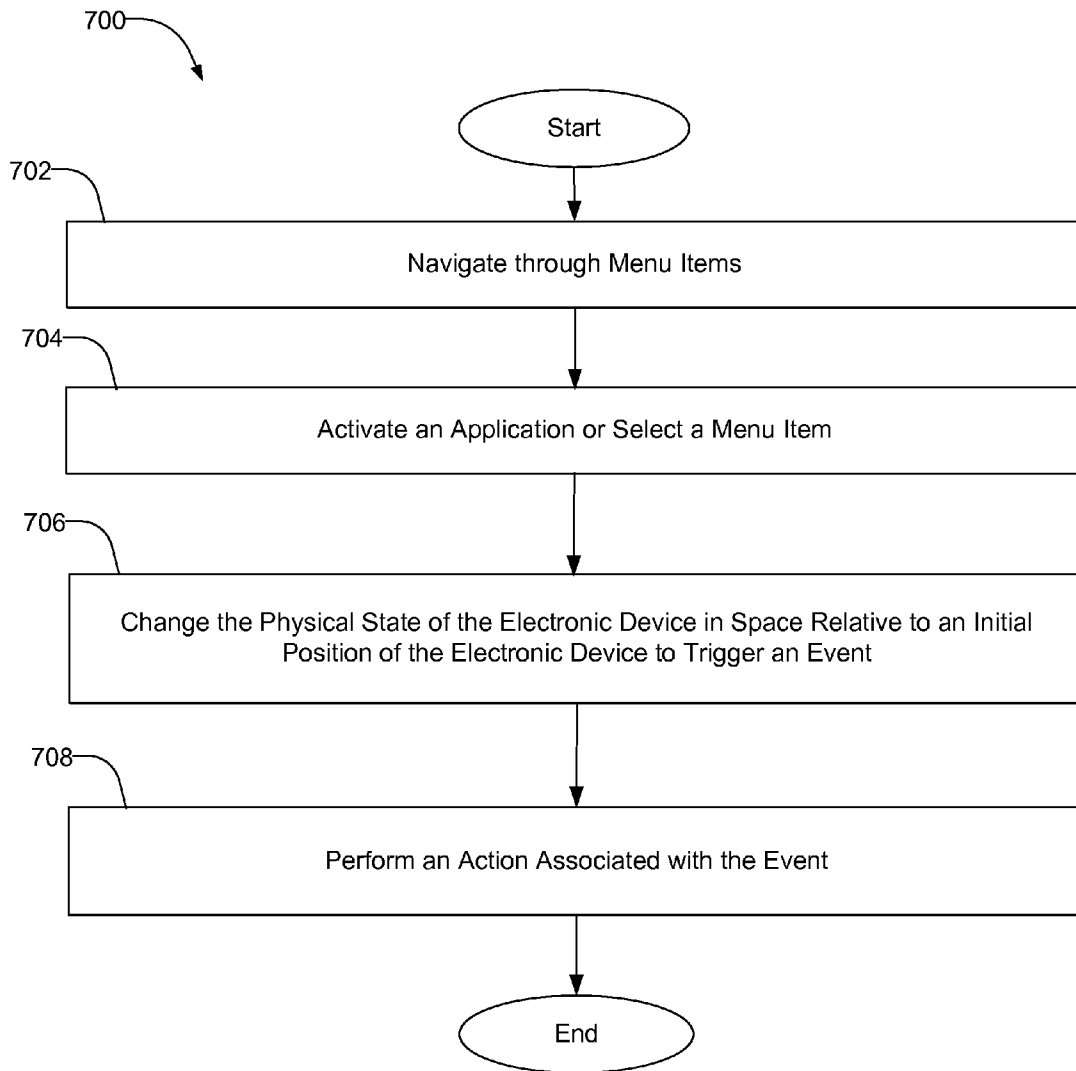 700
Start
702
Navigate through Menu Items
704
Activate an Application or Select a Menu Item
706
Change the Physical State of the Electronic Device in Space Relative to an Initial
Position of the Electronic Device to Trigger an Event
708
Perform an Action Associated with the Event
End